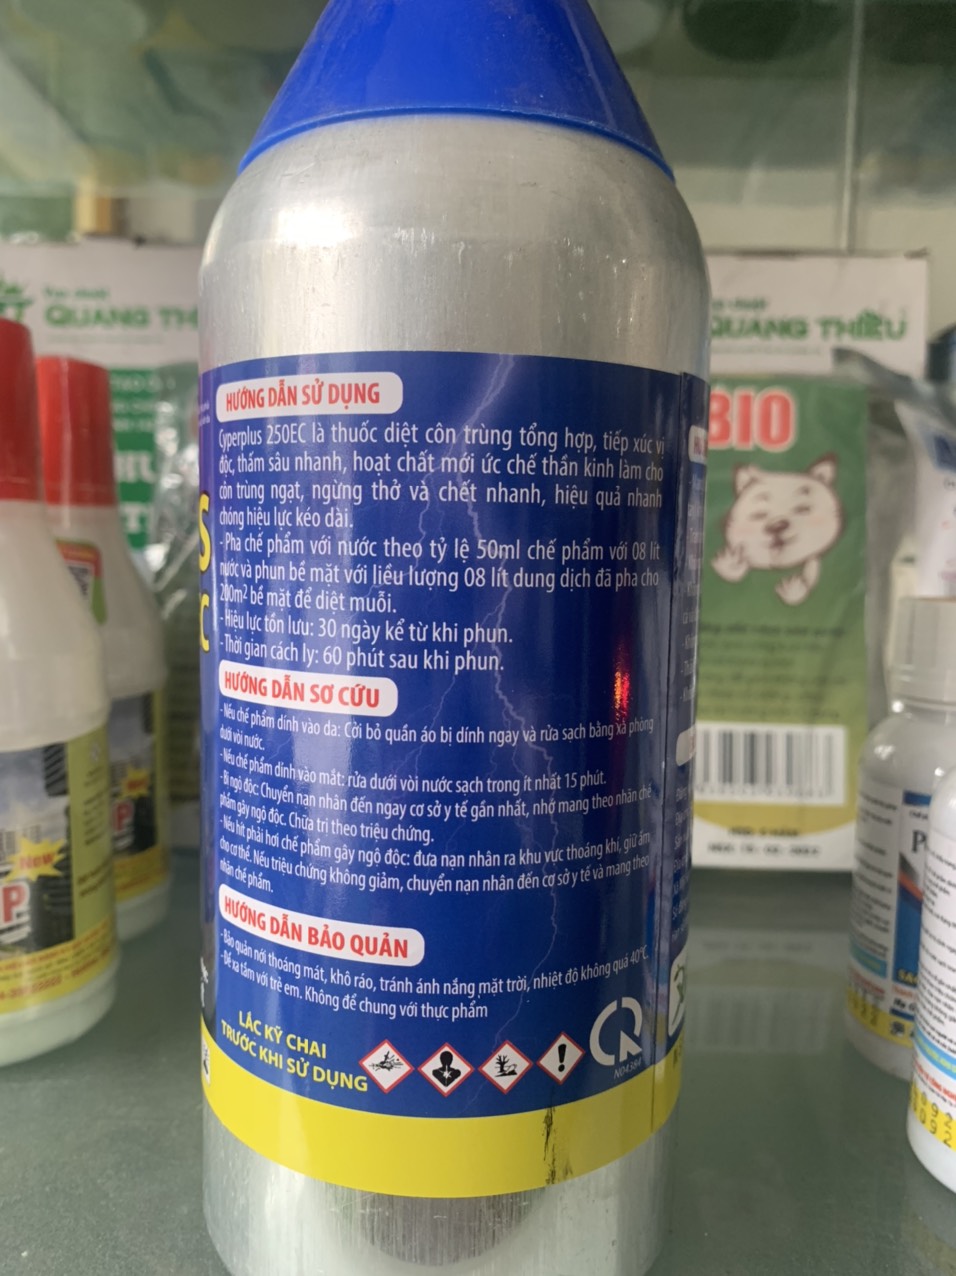 HƯỚNG DẪN SỬ DỤNG
Cyperplus 250EC là thuốc diệt côn trùng tổng hợp, tiếp xúc vị
độc, thấm sâu nhanh, hoạt chất mới ức chế thần kinh làm cho
côn trùng ngạt, ngừng thở và chết nhanh, hiệu quả nhanh
chóng hiệu lực kéo dài.
- Pha chế phẩm với nước theo tỷ lệ 50ml chế phẩm với 08 lít
nước và phun bề mặt với liều lượng 08 lít dung dịch đã pha cho
200m² bề mặt để diệt muỗi.
- Hiệu lực tồn lưu: 30 ngày kể từ khi phun.
- Thời gian cách ly: 60 phút sau khi phun.
HƯỚNG DẪN SƠ CỨU
- Nếu chế phẩm dính vào da: Cởi bỏ quần áo bị dính ngay và rửa sạch bằng xà phòng
dưới vòi nước.
- Nếu chế phẩm dính vào mắt: rửa dưới vòi nước sạch trong ít nhất 15 phút.
- Bị ngộ độc: Chuyển nạn nhân đến ngay cơ sở y tế gần nhất, nhớ mang theo nhãn chế
phẩm gây ngộ độc. Chữa trị theo triệu chứng.
- Nếu hít phải hơi chế phẩm gây ngộ độc: đưa nạn nhân ra khu vực thoáng khí, giữ ấm
cho cơ thể. Nếu triệu chứng không giảm, chuyển nạn nhân đến cơ sở y tế và mang theo
nhãn chế phẩm.
HƯỚNG DẪN BẢO QUẢN
- Bảo quản nơi thoáng mát, khô ráo, tránh ánh nắng mặt trời, nhiệt độ không quá 40°C.
- Để xa tầm với trẻ em. Không để chung với thực phẩm
LẮC KỸ CHAI
TRƯỚC KHI SỬ DỤNG
S
C
QUANG THIỀU
BIO
New
P